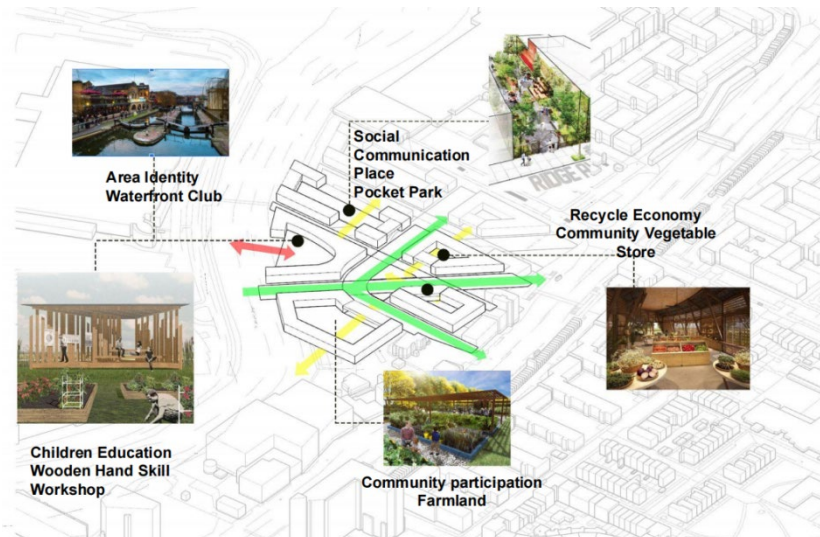 Social
Communication
Place
Pocket Park
Area Identity
Waterfront Club
Recycle Economy
Community Vegetable
Store
Children Education
Wooden Hand Skill
Workshop
Community participation
Farmland